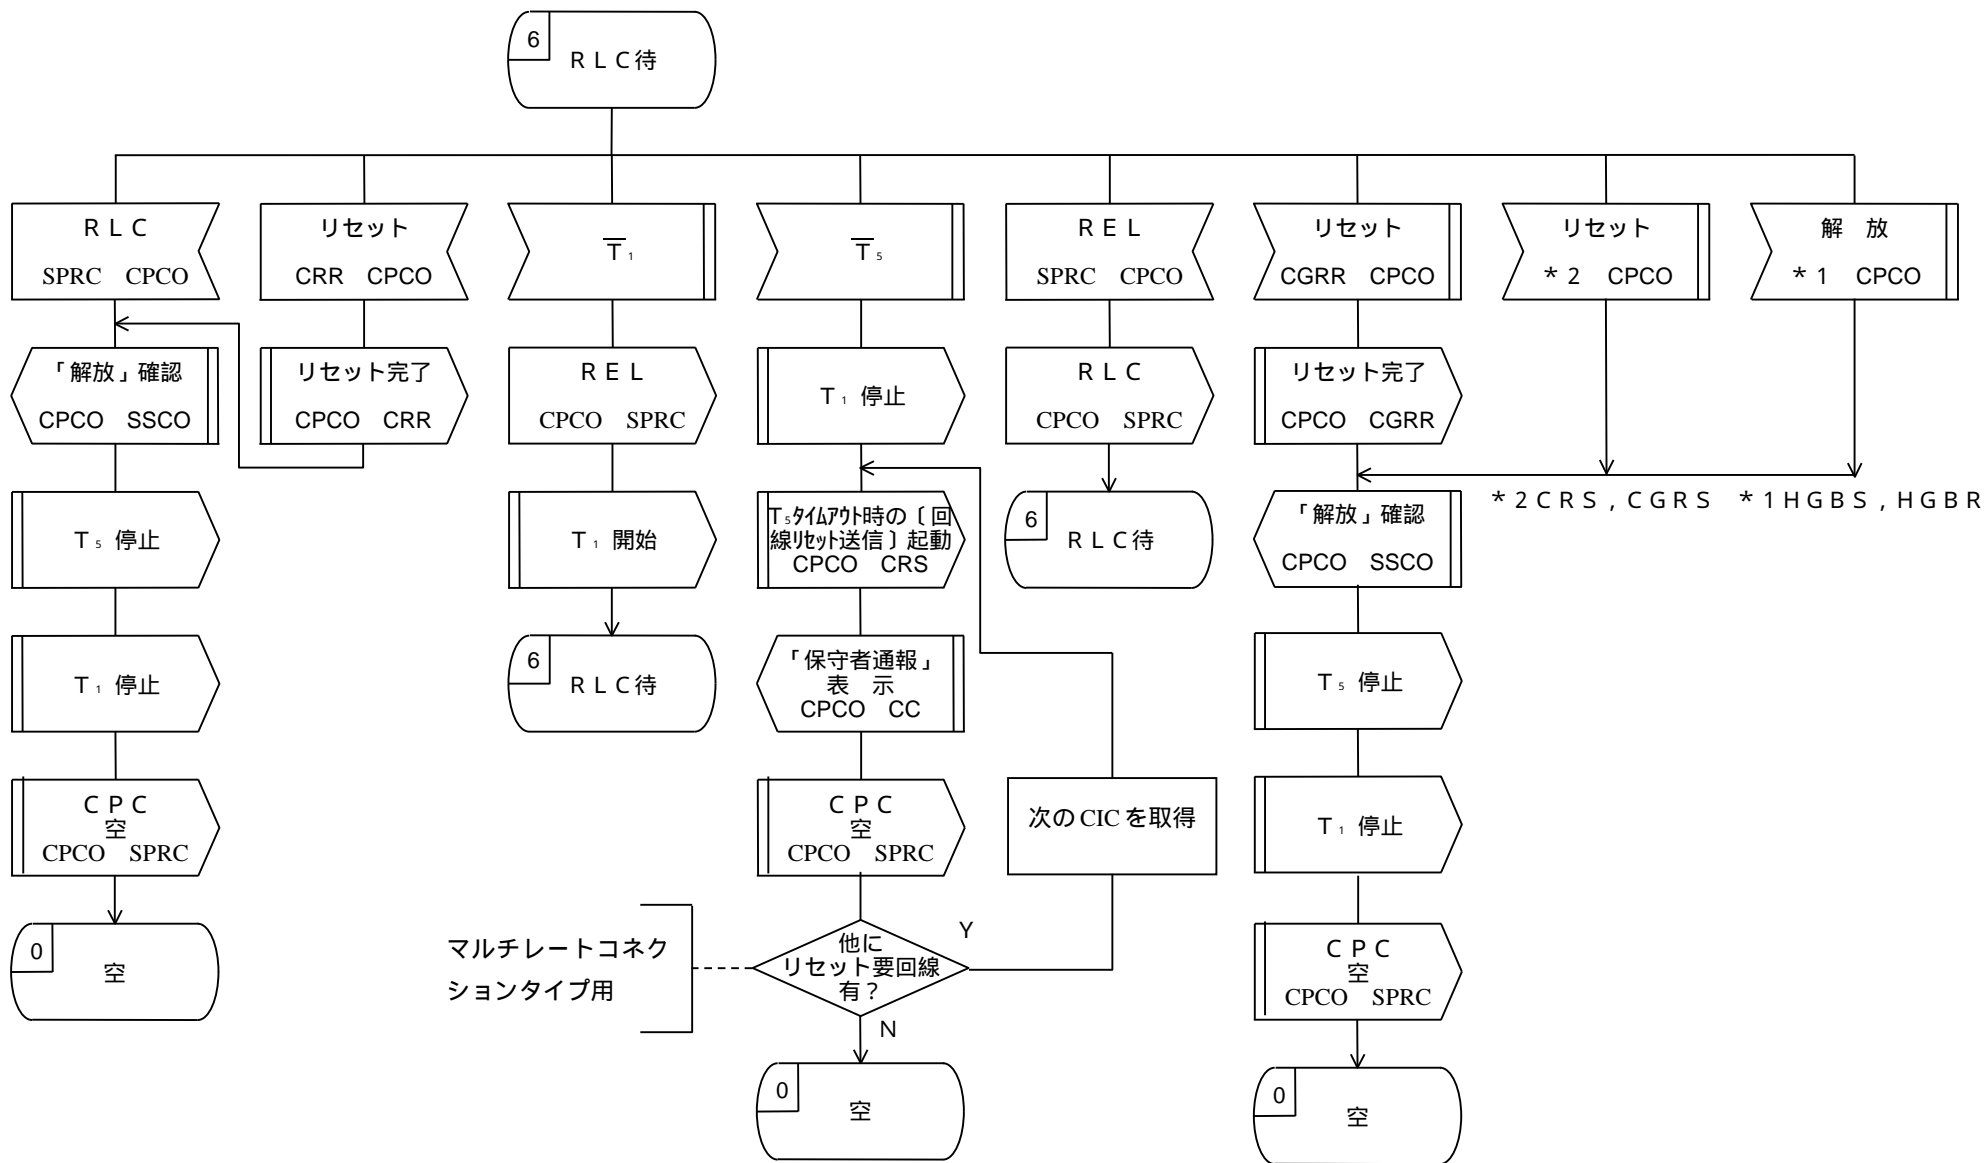 6
ＲＬＣ待
ＲＬＣ
SPRC CPCO
リセット
CRR CPCO
Ｔ₁
Ｔ₅
ＲＥＬ
SPRC CPCO
リセット
CGRR CPCO
リセット
＊２ CPCO
解 放
＊１ CPCO
「解放」確認
CPCO SSCO
リセット完了
CPCO CRR
ＲＥＬ
CPCO SPRC
Ｔ₁ 停止
ＲＬＣ
CPCO SPRC
リセット完了
CPCO CGRR
Ｔ₅ 停止
Ｔ₁ 開始
Ｔ₅タイムアウト時の〔回
線リセット送信〕起動
CPCO CRS
6
ＲＬＣ待
「解放」確認
CPCO SSCO
＊２ＣＲＳ，ＣＧＲＳ ＊１ＨＧＢＳ，ＨＧＢＲ
Ｔ₁ 停止
6
ＲＬＣ待
「保守者通報」
表 示
CPCO CC
Ｔ₅ 停止
ＣＰＣ
空
CPCO SPRC
ＣＰＣ
空
CPCO SPRC
次のCICを取得
Ｔ₁ 停止
0
空
マルチレートコネク
ションタイプ用
他に
リセット要回線
有？
Ｙ
Ｎ
ＣＰＣ
空
CPCO SPRC
0
空
0
空